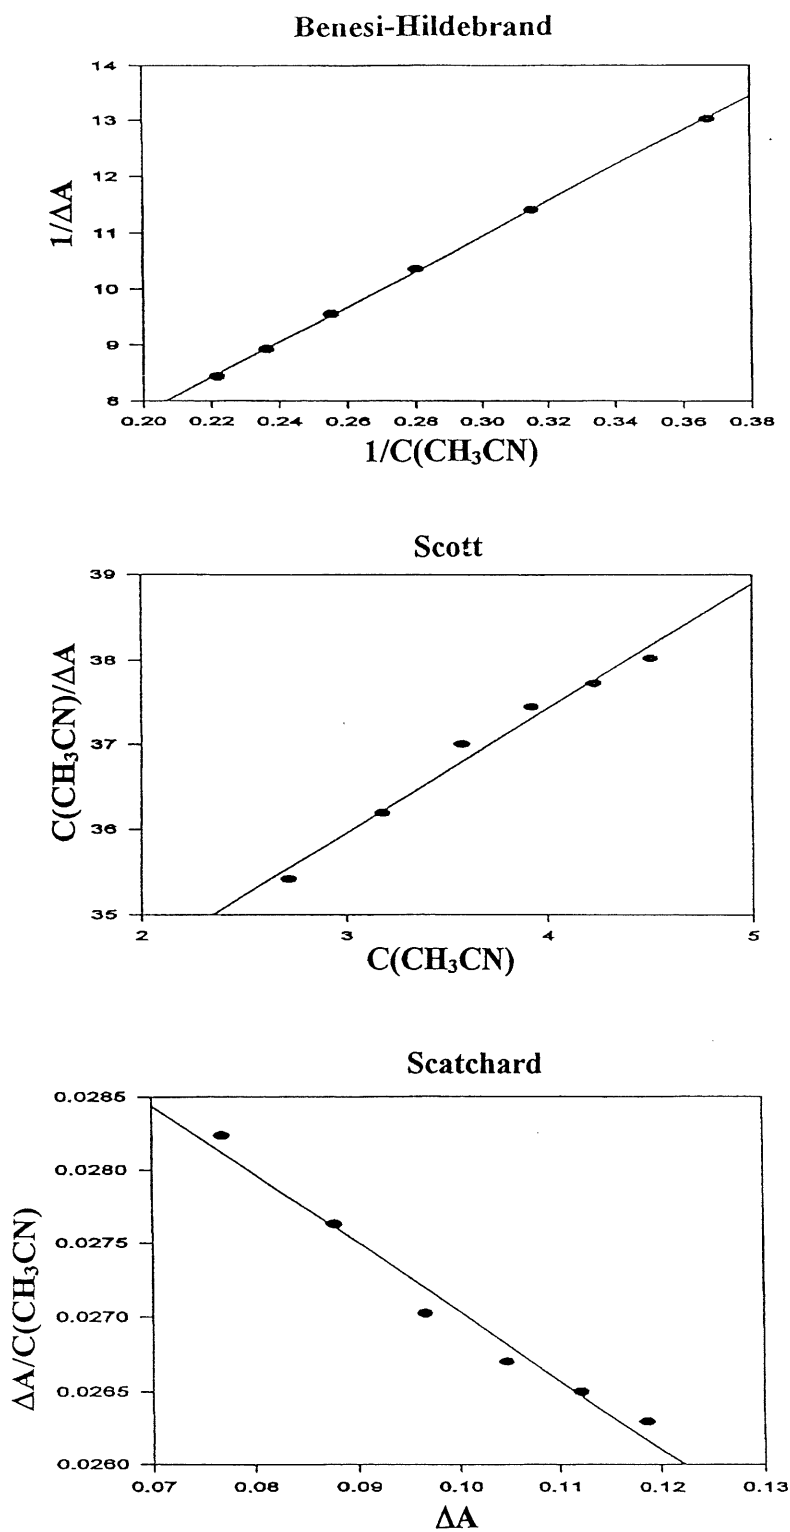 Benesi-Hildebrand
14
13
12
11
10
9
8
1/ΔA
0.20 0.22 0.24 0.26 0.28 0.30 0.32 0.34 0.36 0.38
1/C(CH₃CN)
Scott
39
38
37
36
35
C(CH₃CN)/ΔA
2 3 4 5
C(CH₃CN)
Scatchard
0.0285
0.0280
0.0275
0.0270
0.0265
0.0260
ΔA/C(CH₃CN)
0.07 0.08 0.09 0.10 0.11 0.12 0.13
ΔA